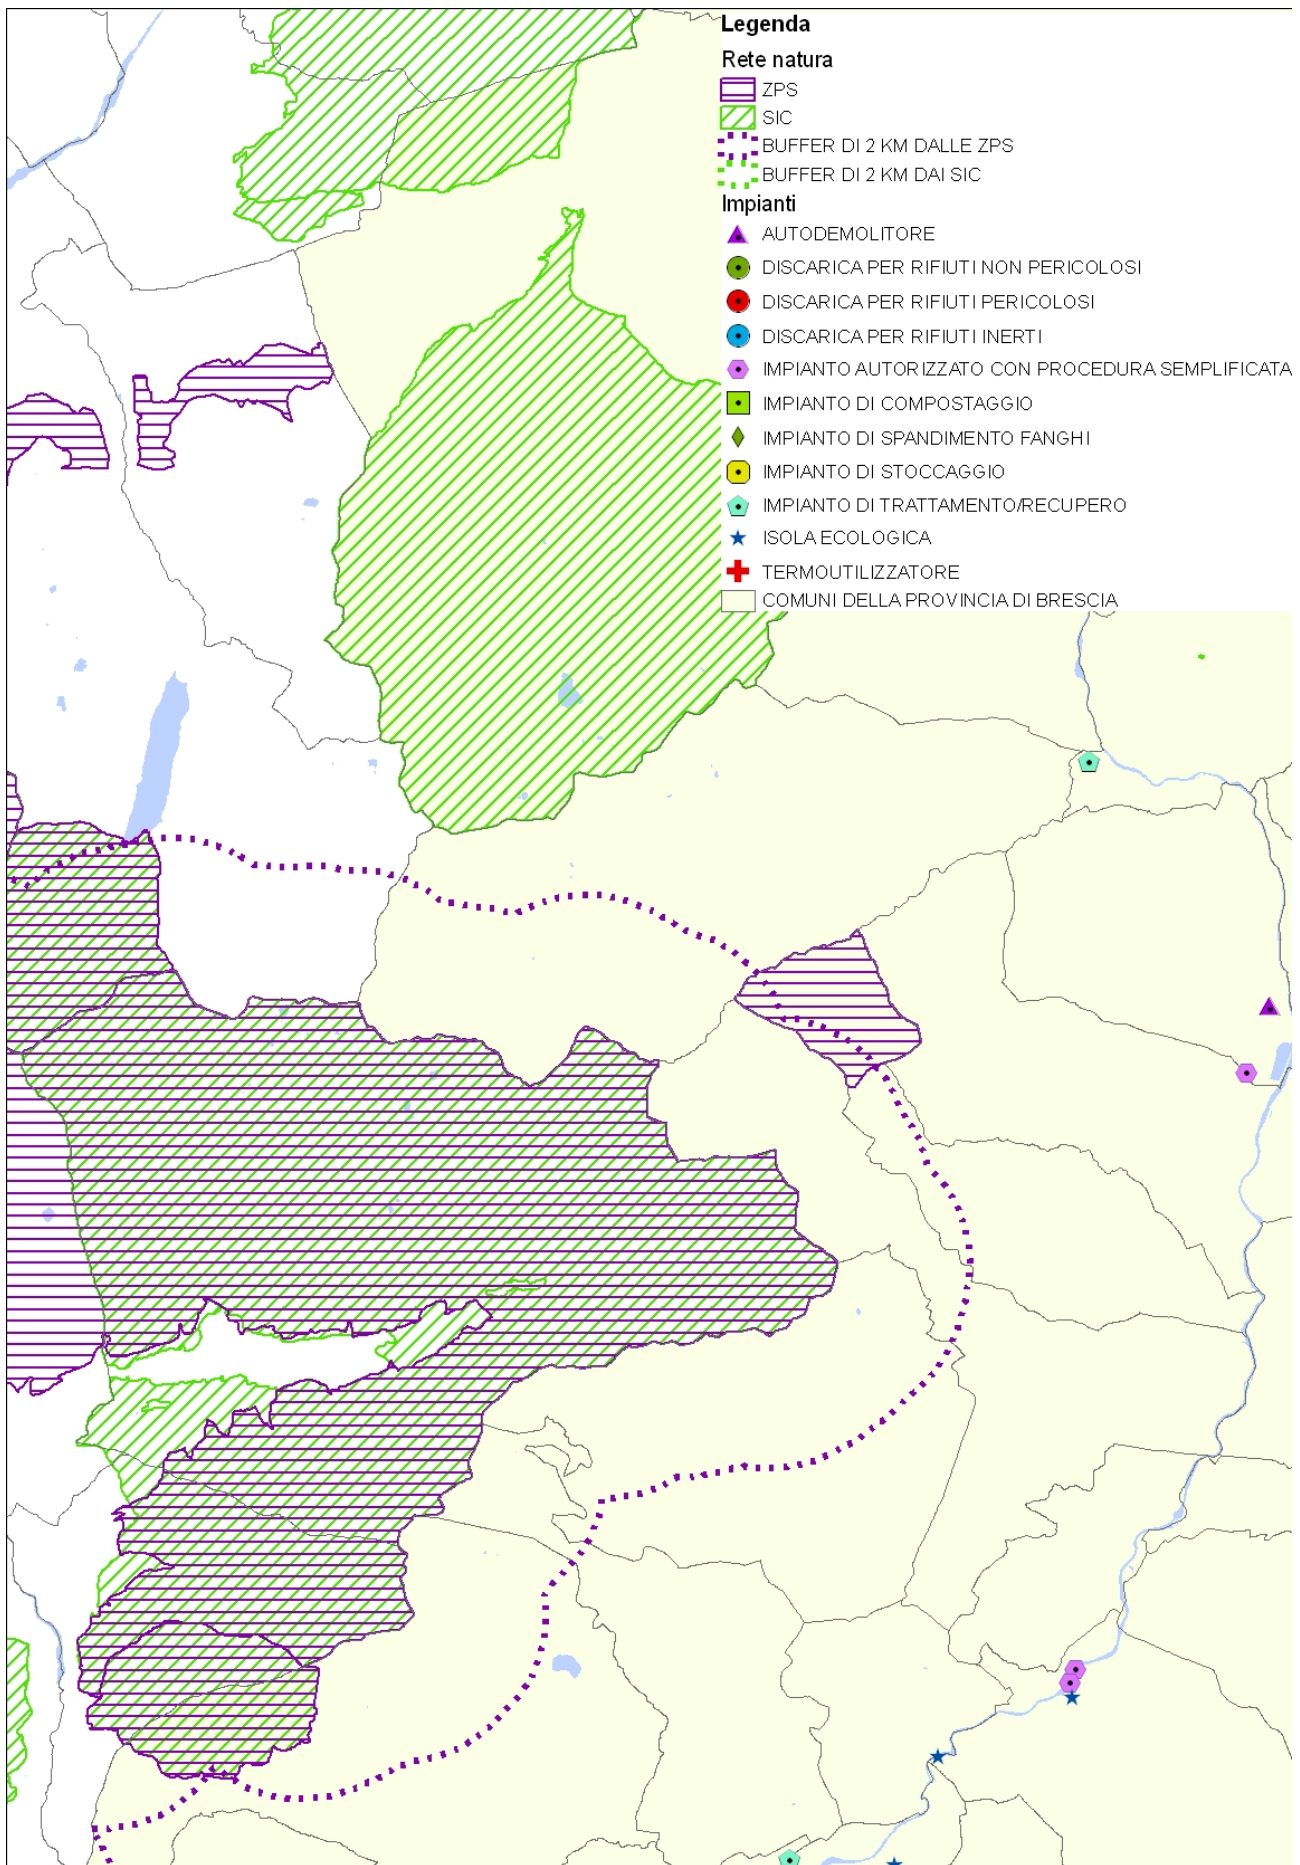 Legenda
Rete natura
ZPS
SIC
BUFFER DI 2 KM DALLE ZPS
BUFFER DI 2 KM DAI SIC
Impianti
AUTODEMOLITORE
DISCARICA PER RIFIUTI NON PERICOLOSI
DISCARICA PER RIFIUTI PERICOLOSI
DISCARICA PER RIFIUTI INERTI
IMPIANTO AUTORIZZATO CON PROCEDURA SEMPLIFICATA
IMPIANTO DI COMPOSTAGGIO
IMPIANTO DI SPANDIMENTO FANGHI
IMPIANTO DI STOCCAGGIO
IMPIANTO DI TRATTAMENTO/RECUPERO
ISOLA ECOLOGICA
TERMOUTILIZZATORE
COMUNI DELLA PROVINCIA DI BRESCIA